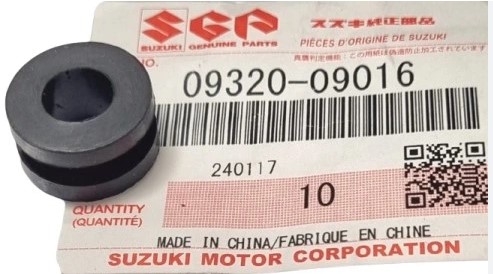 SGP スズキ純正部品
SUZUKI GENUINE PARTS PIÈCES D'ORIGINE DE SUZUKI
NO.
09320-09016
240117
10
QUANTITY
(QUANTITÉ)
MADE IN CHINA/FABRIQUE EN CHINE
SUZUKI MOTOR CORPORATION